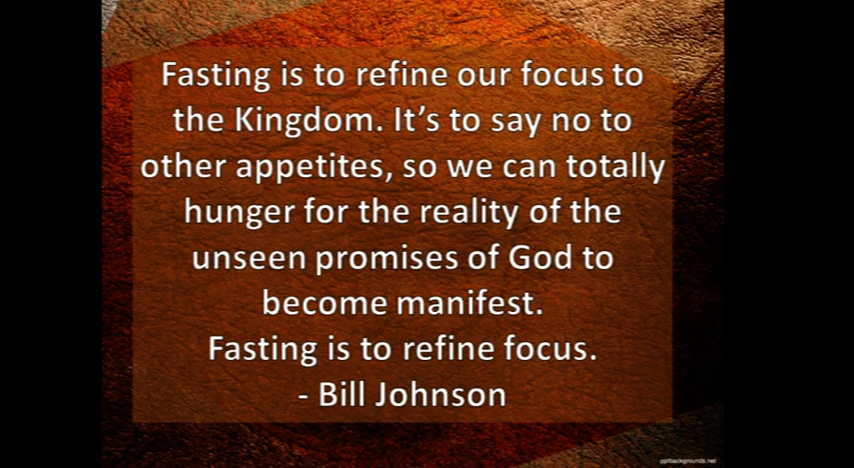 Fasting is to refine our focus to
the Kingdom. It’s to say no to
other appetites, so we can totally
hunger for the reality of the
unseen promises of God to
become manifest.
Fasting is to refine focus.
- Bill Johnson
pptbackgrounds.net